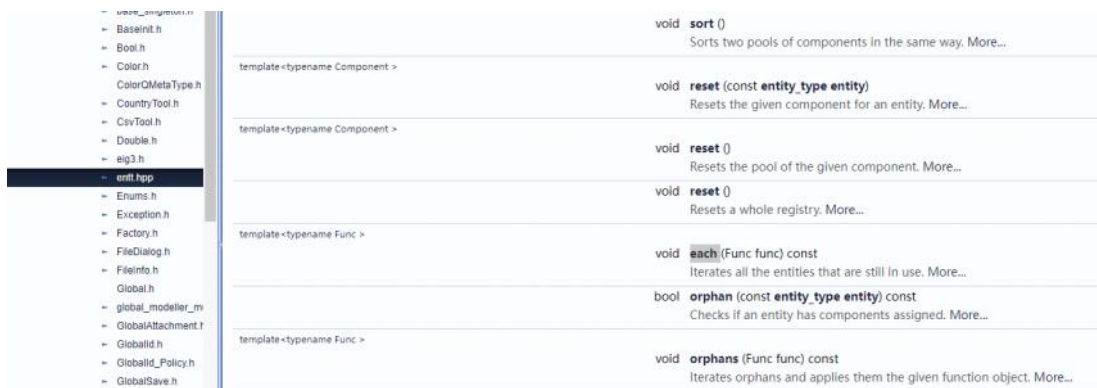 base_singleton.h
BaseInit.h
Bool.h
Color.h
ColorQMetaType.h
CountryTool.h
CsvTool.h
Double.h
eig3.h
entt.hpp
Enums.h
Exception.h
Factory.h
FileDialog.h
FileInfo.h
Global.h
global_modeller_m
GlobalAttachment.h
GlobalId.h
GlobalId_Policy.h
GlobalSave.h
void sort ()
Sorts two pools of components in the same way. More...
template<typename Component >
void reset (const entity_type entity)
Resets the given component for an entity. More...
template<typename Component >
void reset ()
Resets the pool of the given component. More...
void reset ()
Resets a whole registry. More...
template<typename Func >
void each (Func func) const
Iterates all the entities that are still in use. More...
bool orphan (const entity_type entity) const
Checks if an entity has components assigned. More...
template<typename Func >
void orphans (Func func) const
Iterates orphans and applies them the given function object. More...